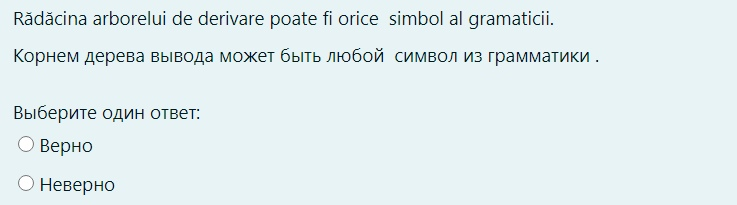 Rădăcina arborelui de derivare poate fi orice simbol al gramaticii.
Корнем дерева вывода может быть любой символ из грамматики .
Выберите один ответ:
Верно
Неверно